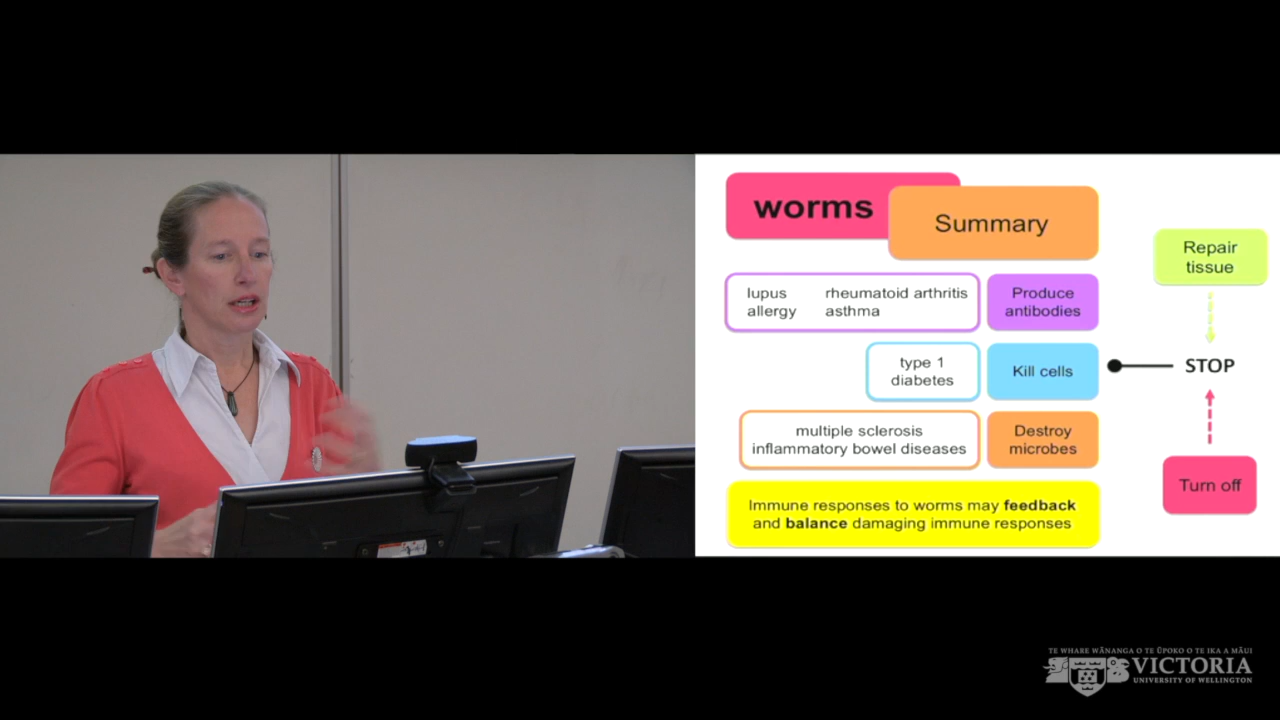 worms
Summary
lupus rheumatoid arthritis
allergy asthma
Produce
antibodies
type 1
diabetes
Kill cells
multiple sclerosis
inflammatory bowel diseases
Destroy
microbes
Immune responses to worms may feedback
and balance damaging immune responses
Repair
tissue
STOP
Turn off
TE WHARE WĀNANGA O TE ŪPOKO O TE IKA A MĀUI
VICTORIA
UNIVERSITY OF WELLINGTON